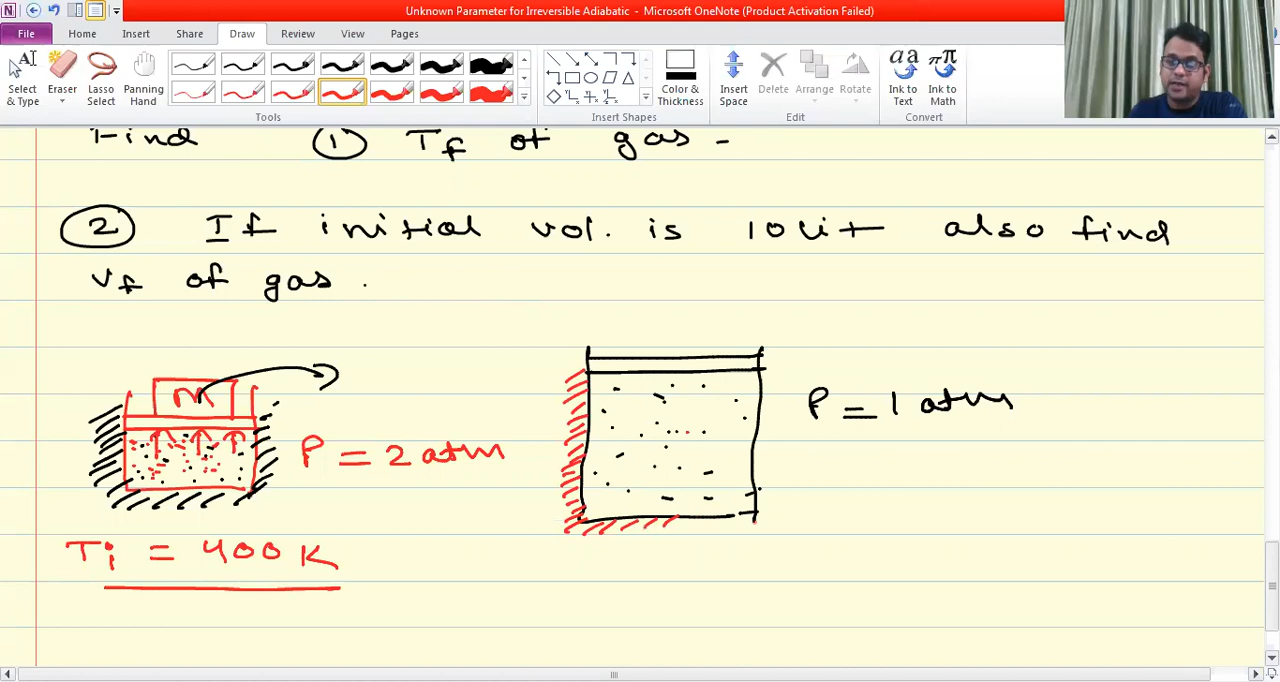 Unknown Parameter for Irreversible Adiabatic - Microsoft OneNote (Product Activation Failed)
File Home Insert Share Draw Review View Pages
Select & Type
Eraser
Lasso Select
Panning Hand
Color & Thickness
Insert Space
Delete
Arrange
Rotate
Ink to Text
Ink to Math
Tools
Insert Shapes
Edit
Convert
Find ① Tf of gas -
② If initial vol. is 10 lit also find
Vf of gas.
m
P = 2 atm
P = 1 atm
Ti = 400 K